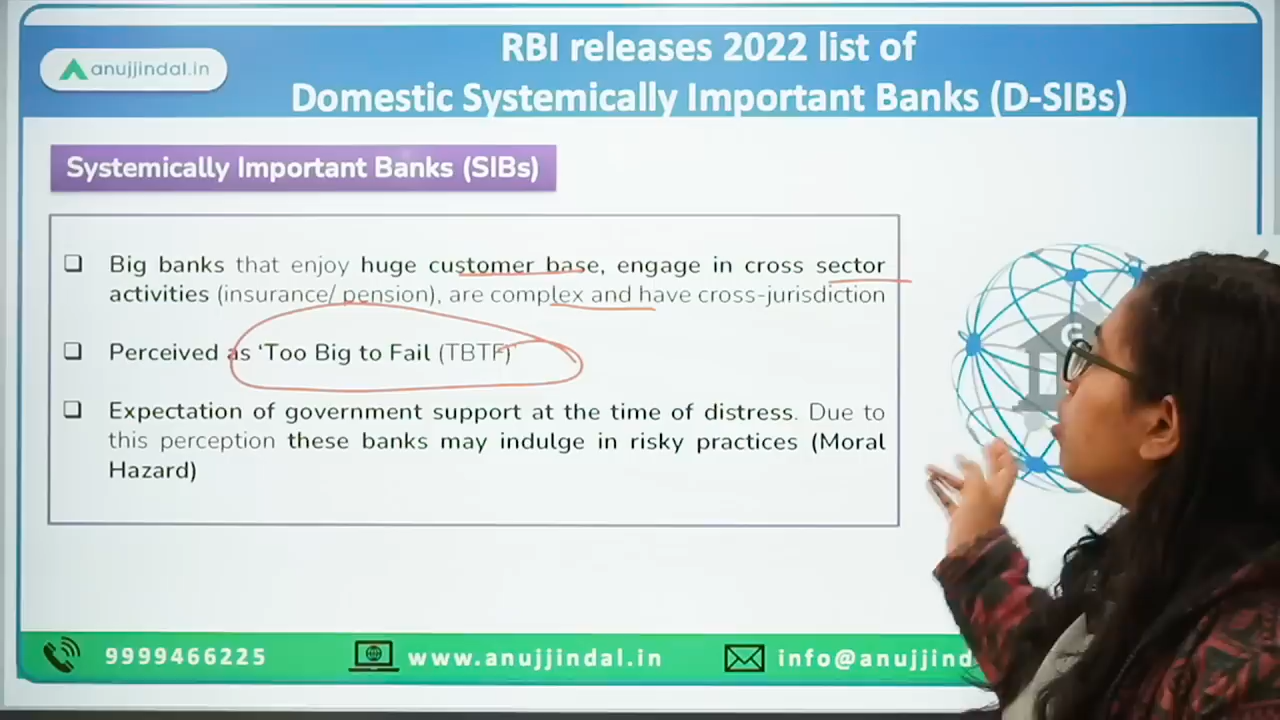 RBI releases 2022 list of
anujjindal.in
Domestic Systemically Important Banks (D-SIBs)
Systemically Important Banks (SIBs)
Big banks that enjoy huge customer base, engage in cross sector
activities (insurance/ pension), are complex and have cross-jurisdiction
Perceived as ‘Too Big to Fail (TBTF)’
Expectation of government support at the time of distress. Due to
this perception these banks may indulge in risky practices (Moral
Hazard)
9999466225
www.anujjindal.in
info@anujjind